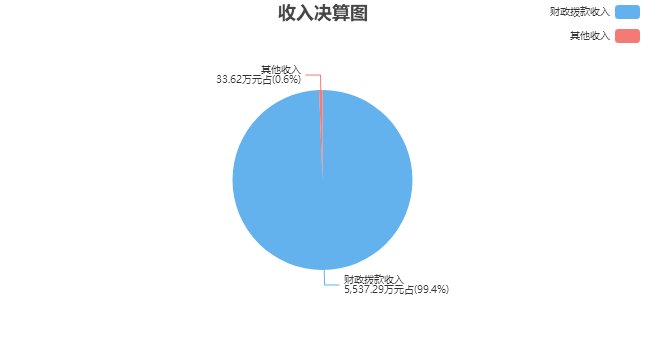 收入决算图
财政拨款收入
其他收入
其他收入
33.62万元占(0.6%)
财政拨款收入
5,537.29万元占(99.4%)